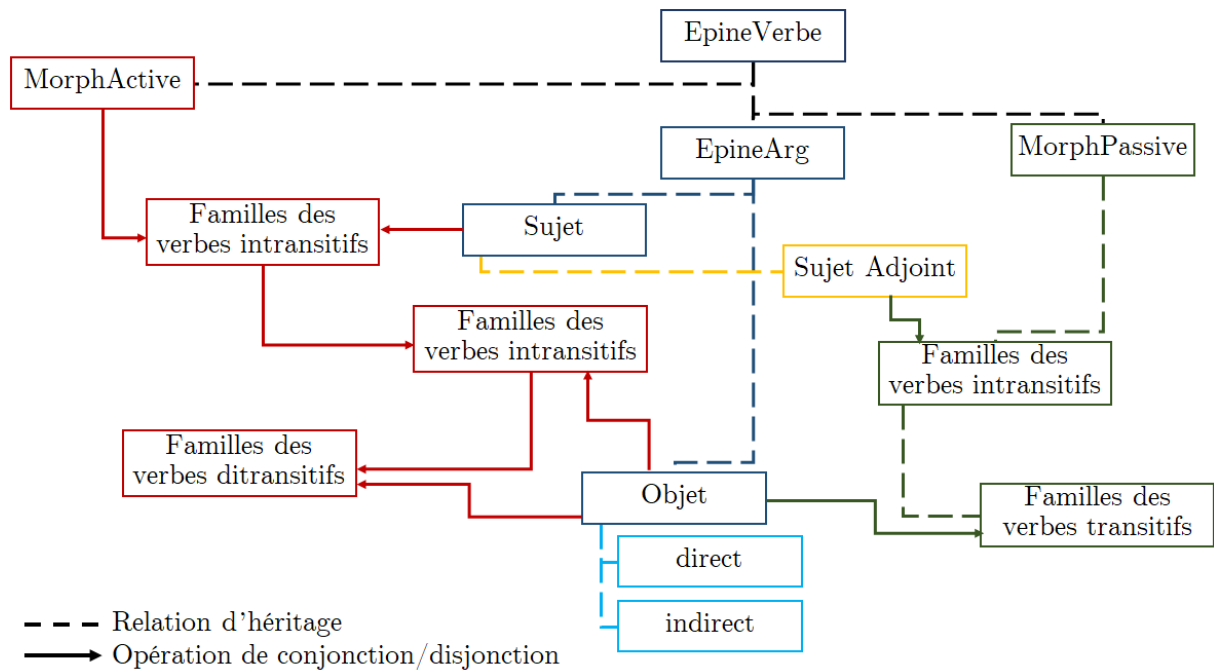 EpineVerbe
MorphActive
EpineArg
MorphPassive
Familles des
verbes intransitifs
Sujet
Sujet Adjoint
Familles des
verbes intransitifs
Familles des
verbes intransitifs
Familles des
verbes ditransitifs
Objet
Familles des
verbes transitifs
direct
indirect
Relation d'héritage
Opération de conjonction/disjonction